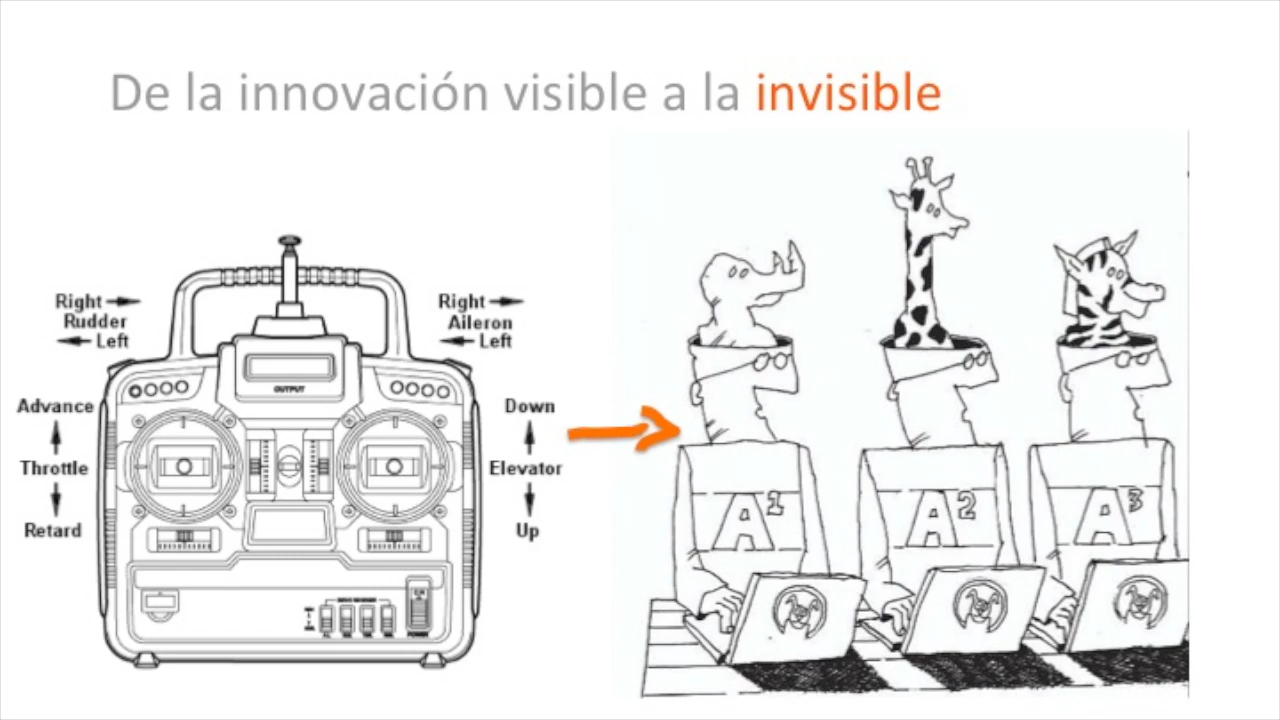 De la innovación visible a la invisible
Right
Rudder
Left
Right
Aileron
Left
OUTPUT
Advance
Throttle
Retard
Down
Elevator
Up
POWER
A1
A2
A3